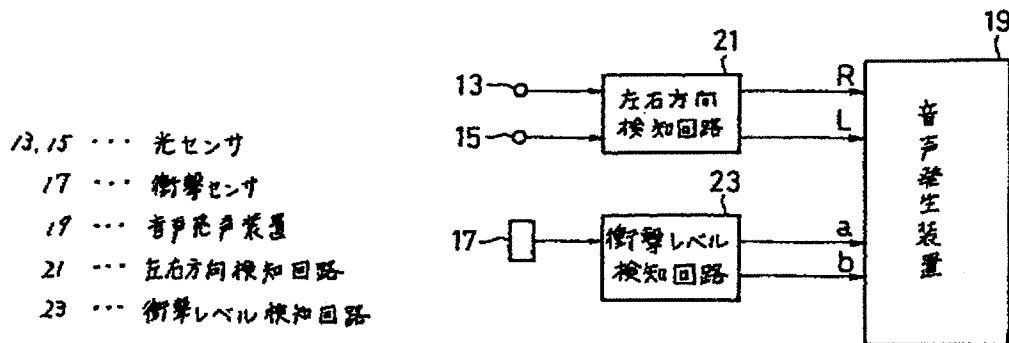 13,15 ･･･ 光センサ
17 ･･･ 衝撃センサ
19 ･･･ 音声発声装置
21 ･･･ 左右方向検知回路
23 ･･･ 衝撃レベル検知回路
13
15
21
左右方向
検知回路
R
L
17
23
衝撃レベル
検知回路
a
b
19
音声発生装置